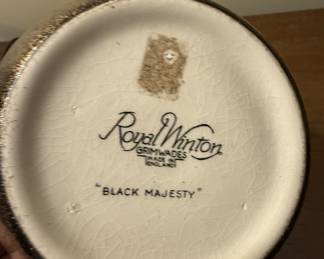 Royal Winton
GRIMWADES
MADE IN
ENGLAND
"BLACK MAJESTY"